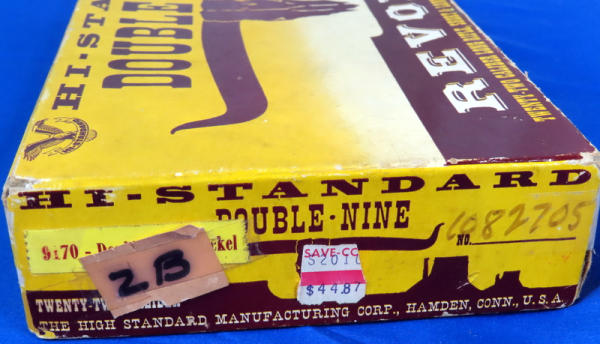 HI-STA
DOUBLE
REVO
HI-STANDARD
DOUBLE·NINE
NO. 1082705
9170 - D ckel
2B
SAVE-CO
$44.87
TWENTY-TW
THE HIGH STANDARD MANUFACTURING CORP., HAMDEN, CONN., U.S.A.